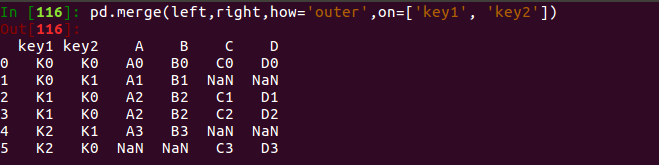 In [116]: pd.merge(left,right,how='outer',on=['key1', 'key2'])
Out[116]:
  key1 key2    A    B    C    D
0   K0   K0   A0   B0   C0   D0
1   K0   K1   A1   B1  NaN  NaN
2   K1   K0   A2   B2   C1   D1
3   K1   K0   A2   B2   C2   D2
4   K2   K1   A3   B3  NaN  NaN
5   K2   K0  NaN  NaN   C3   D3